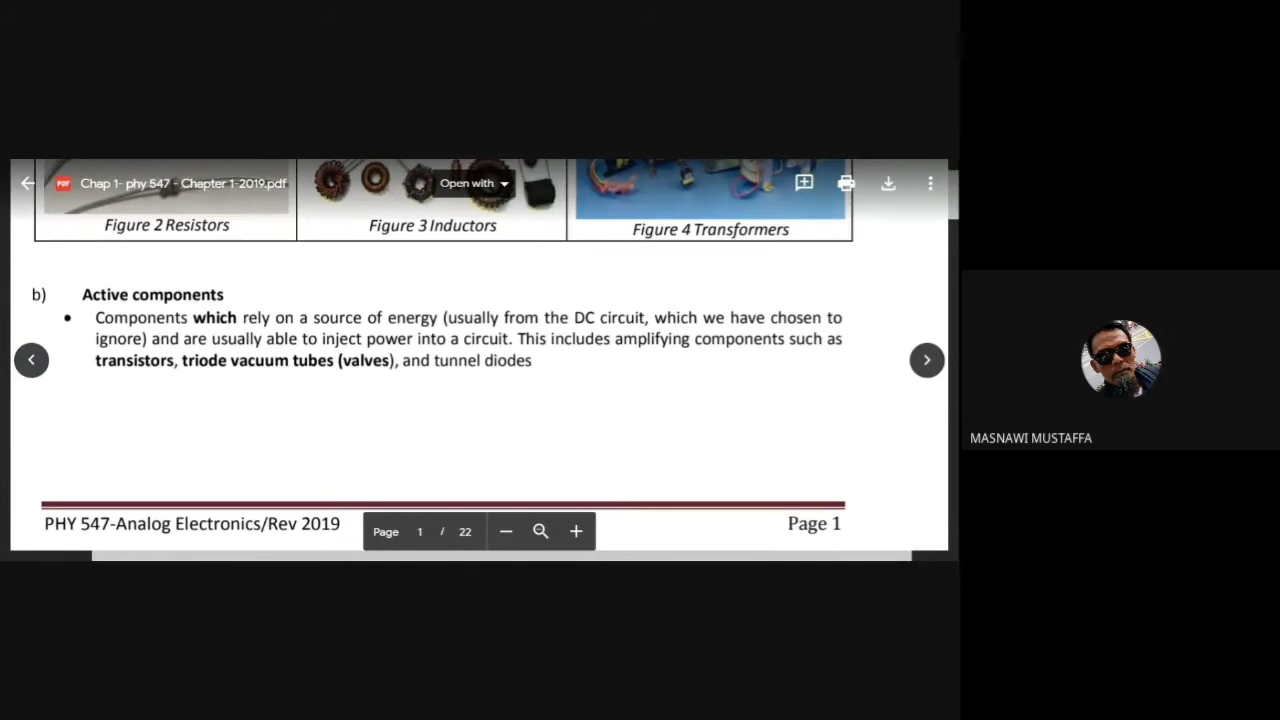 Chap 1- phy 547 - Chapter 1-2019.pdf
Open with
Figure 2 Resistors
Figure 3 Inductors
Figure 4 Transformers
b) Active components
• Components which rely on a source of energy (usually from the DC circuit, which we have chosen to
ignore) and are usually able to inject power into a circuit. This includes amplifying components such as
transistors, triode vacuum tubes (valves), and tunnel diodes
MASNAWI MUSTAFFA
PHY 547-Analog Electronics/Rev 2019
Page 1 / 22
Page 1